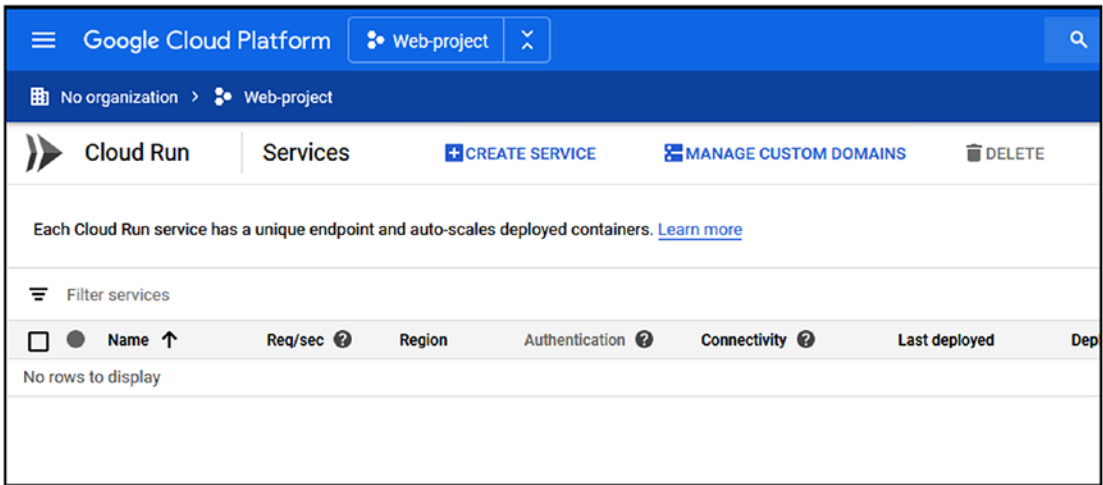 Google Cloud Platform Web-project
No organization > Web-project
Cloud Run Services CREATE SERVICE MANAGE CUSTOM DOMAINS DELETE
Each Cloud Run service has a unique endpoint and auto-scales deployed containers. Learn more
Filter services
Name Req/sec Region Authentication Connectivity Last deployed
No rows to display